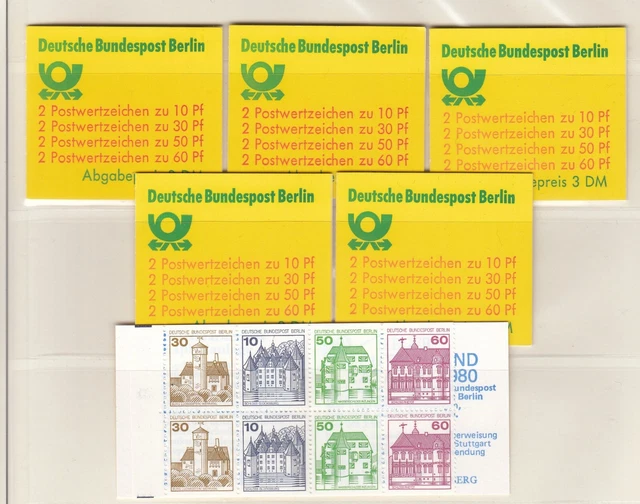 Deutsche Bundespost Berlin
2 Postwertzeichen zu 10 Pf
2 Postwertzeichen zu 30 Pf
2 Postwertzeichen zu 50 Pf
2 Postwertzeichen zu 60 Pf
Abgabepreis 3 DM
Deutsche Bundespost Berlin
2 Postwertzeichen zu 10 Pf
2 Postwertzeichen zu 30 Pf
2 Postwertzeichen zu 50 Pf
2 Postwertzeichen zu 60 Pf
Deutsche Bundespost Berlin
2 Postwertzeichen zu 10 Pf
2 Postwertzeichen zu 30 Pf
2 Postwertzeichen zu 50 Pf
2 Postwertzeichen zu 60 Pf
epreis 3 DM
Deutsche Bundespost Berlin
2 Postwertzeichen zu 10 Pf
2 Postwertzeichen zu 30 Pf
2 Postwertzeichen zu 50 Pf
2 Postwertzeichen zu 60 Pf
Deutsche Bundespost Berlin
2 Postwertzeichen zu 10 Pf
2 Postwertzeichen zu 30 Pf
2 Postwertzeichen zu 50 Pf
2 Postwertzeichen zu 60 Pf
DEUTSCHE BUNDESPOST BERLIN
30
DEUTSCHE BUNDESPOST BERLIN
10
DEUTSCHE BUNDESPOST BERLIN
50
DEUTSCHE BUNDESPOST BERLIN
60
30
10
50
60
ND
980
undespost
Berlin
berweisung
Stuttgart
endung
BERG